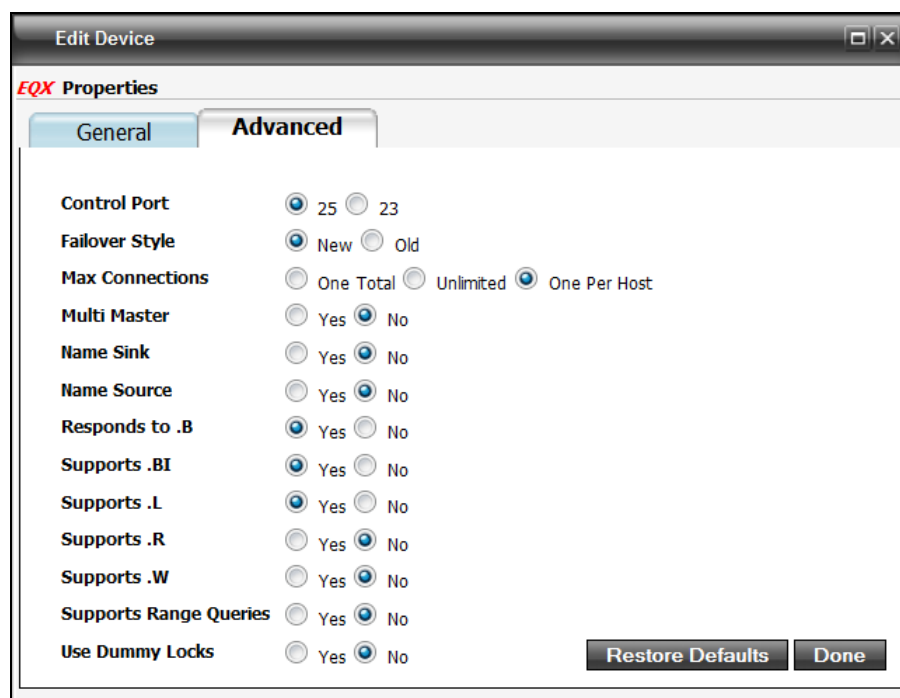 Edit Device
EQX Properties
General Advanced
Control Port 25 23
Failover Style New Old
Max Connections One Total Unlimited One Per Host
Multi Master Yes No
Name Sink Yes No
Name Source Yes No
Responds to .B Yes No
Supports .BI Yes No
Supports .L Yes No
Supports .R Yes No
Supports .W Yes No
Supports Range Queries Yes No
Use Dummy Locks Yes No
Restore Defaults Done